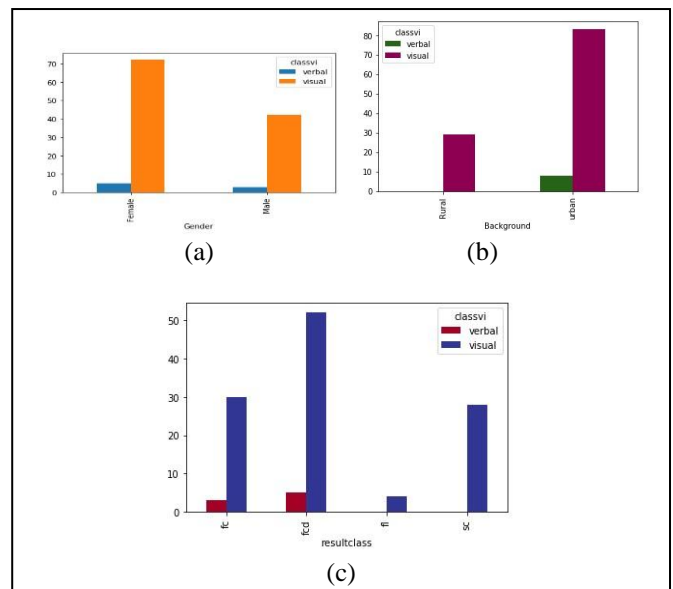 classvi
verbal
visual
70
60
50
40
30
20
10
0
Female
Male
Gender
(a)
classvi
verbal
visual
80
70
60
50
40
30
20
10
0
Rural
urban
Background
(b)
classvi
verbal
visual
50
40
30
20
10
0
fc
fcd
fl
sc
resultclass
(c)